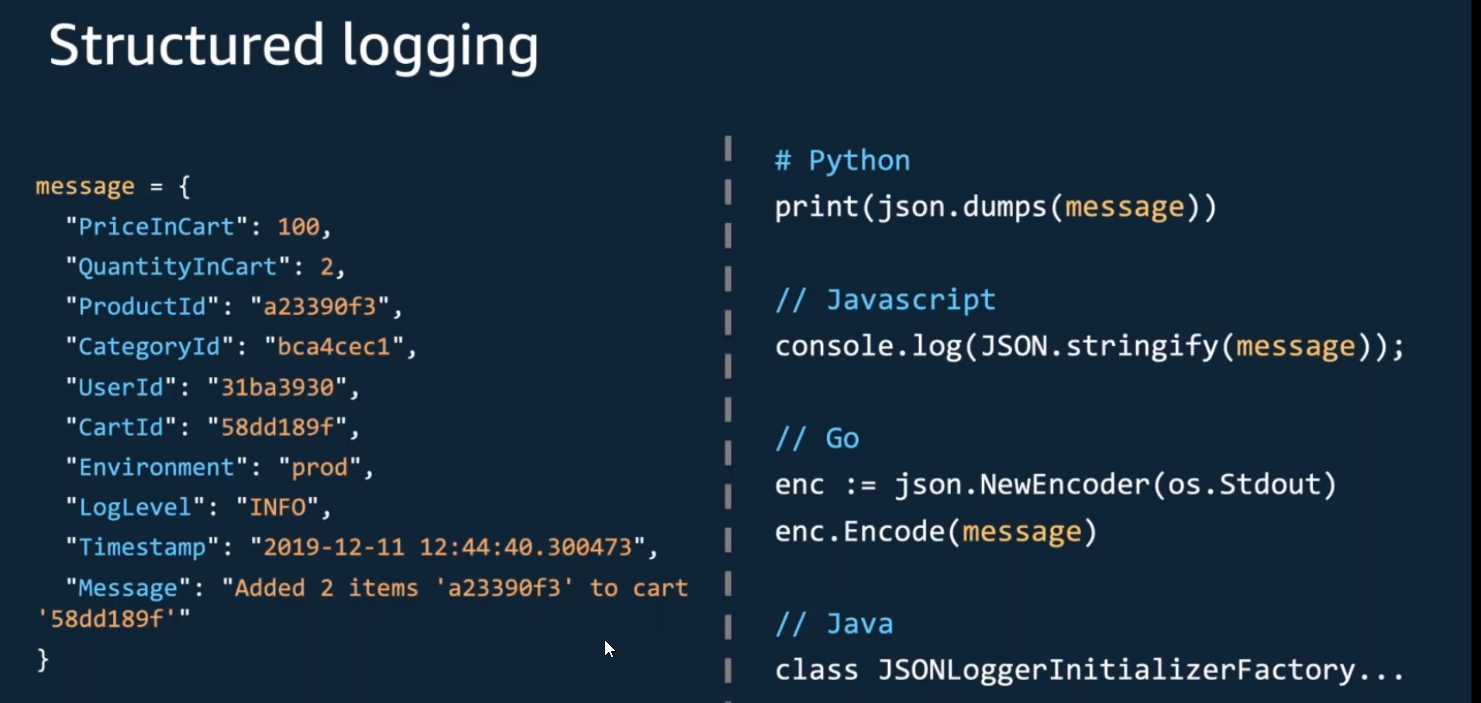 Structured logging
message = {
"PriceInCart": 100,
"QuantityInCart": 2,
"ProductId": "a23390f3",
"CategoryId": "bca4cec1",
"UserId": "31ba3930",
"CartId": "58dd189f",
"Environment": "prod",
"LogLevel": "INFO",
"Timestamp": "2019-12-11 12:44:40.300473",
"Message": "Added 2 items 'a23390f3' to cart
'58dd189f'"
}
# Python
print(json.dumps(message))
// Javascript
console.log(JSON.stringify(message));
// Go
enc := json.NewEncoder(os.Stdout)
enc.Encode(message)
// Java
class JSONLoggerInitializerFactory...